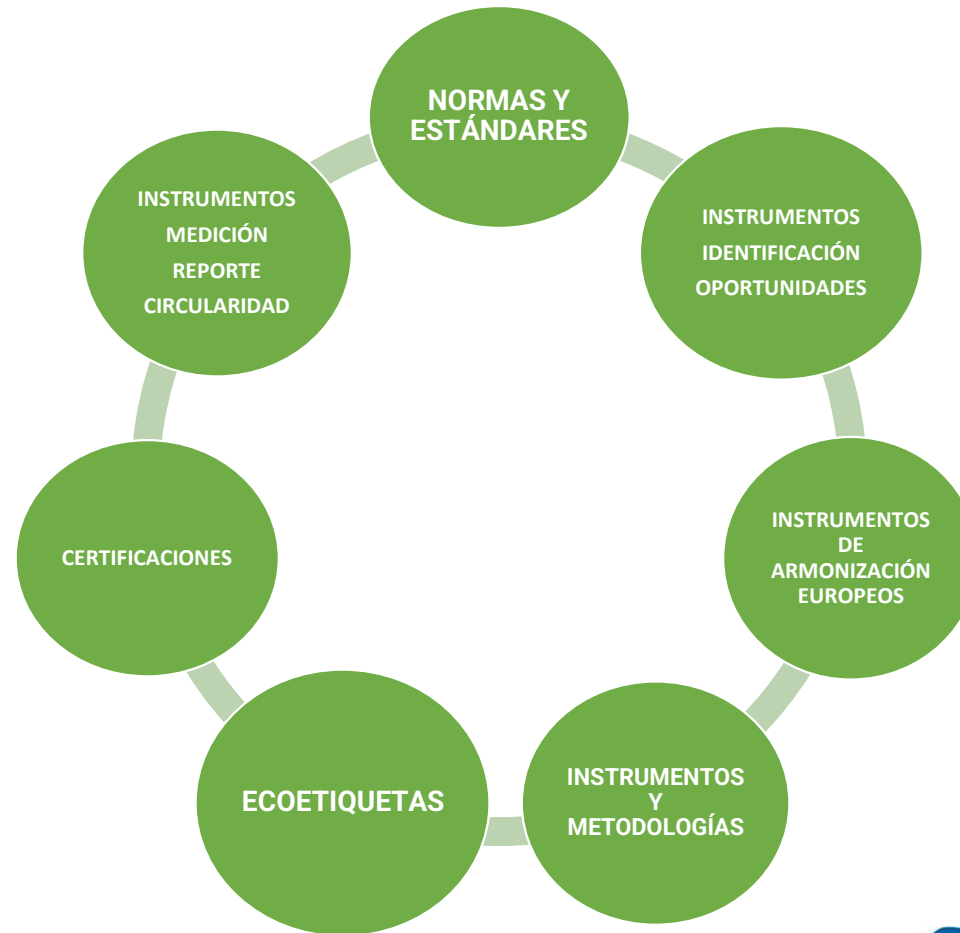 NORMAS Y
ESTÁNDARES
INSTRUMENTOS
IDENTIFICACIÓN
OPORTUNIDADES
INSTRUMENTOS
DE
ARMONIZACIÓN
EUROPEOS
INSTRUMENTOS
Y
METODOLOGÍAS
ECOETIQUETAS
CERTIFICACIONES
INSTRUMENTOS
MEDICIÓN
REPORTE
CIRCULARIDAD